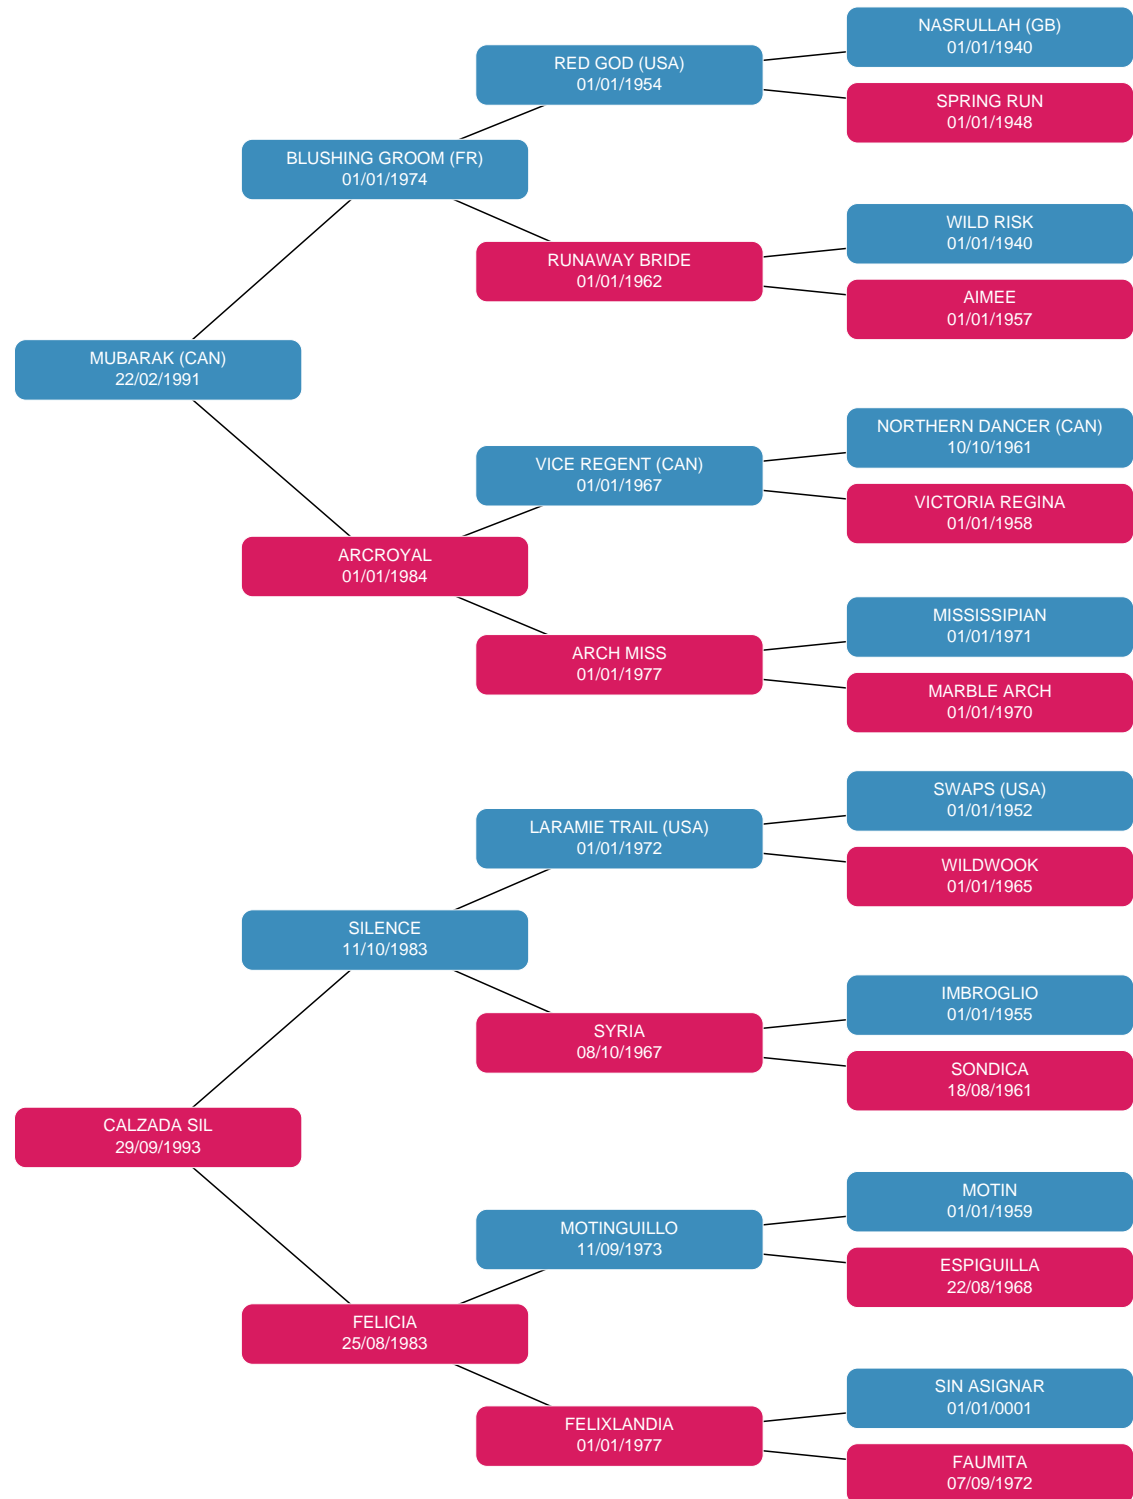 NASRULLAH (GB)
01/01/1940
RED GOD (USA)
01/01/1954
SPRING RUN
01/01/1948
BLUSHING GROOM (FR)
01/01/1974
WILD RISK
01/01/1940
RUNAWAY BRIDE
01/01/1962
AIMEE
01/01/1957
MUBARAK (CAN)
22/02/1991
NORTHERN DANCER (CAN)
10/10/1961
VICE REGENT (CAN)
01/01/1967
VICTORIA REGINA
01/01/1958
ARCROYAL
01/01/1984
MISSISSIPIAN
01/01/1971
ARCH MISS
01/01/1977
MARBLE ARCH
01/01/1970
SWAPS (USA)
01/01/1952
LARAMIE TRAIL (USA)
01/01/1972
WILDWOOK
01/01/1965
SILENCE
11/10/1983
IMBROGLIO
01/01/1955
SYRIA
08/10/1967
SONDICA
18/08/1961
CALZADA SIL
29/09/1993
MOTIN
01/01/1959
MOTINGUILLO
11/09/1973
ESPIGUILLA
22/08/1968
FELICIA
25/08/1983
SIN ASIGNAR
01/01/0001
FELIXLANDIA
01/01/1977
FAUMITA
07/09/1972